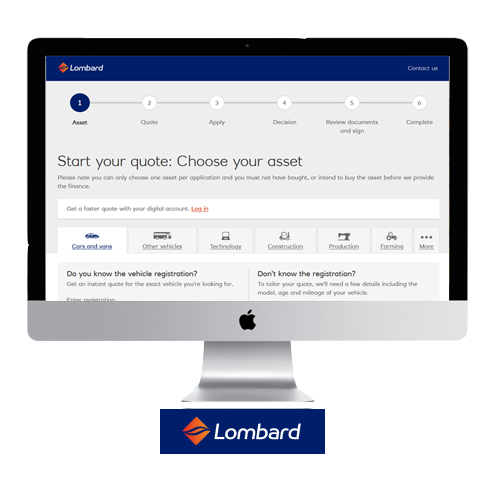 Lombard
Contact us
1 2 3 4 5 6
Asset Quote Apply Decision Review documents and sign Complete
Start your quote: Choose your asset
Please note you can only choose one asset per application and you must not have bought, or intend to buy the asset before we provide
the finance.
Get a faster quote with your digital account. Log in
Cars and vans Other vehicles Technology Construction Production Farming More
Do you know the vehicle registration?
Get an instant quote for the exact vehicle you're looking for.
Enter registration
Don't know the registration?
To tailor your quote, we'll need a few details including the
model, age and mileage of your vehicle.
Lombard